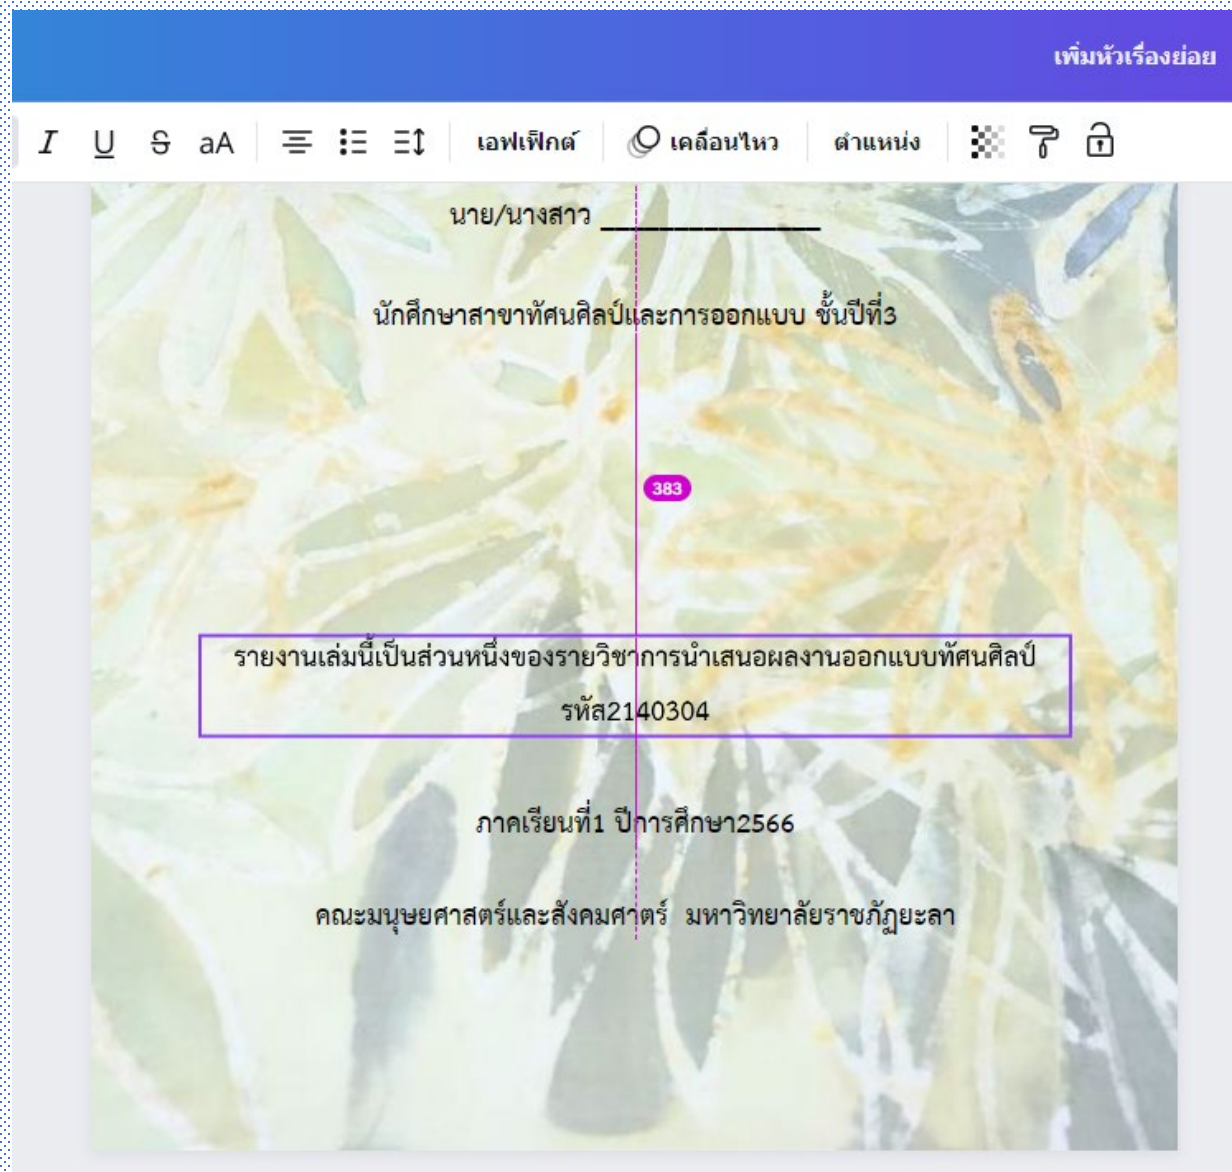 เพิ่มหัวเรื่องย่อย
I U S aA เอฟเฟ็กต์ เคลื่อนไหว ตำแหน่ง
นาย/นางสาว _______________
นักศึกษาสาขาทัศนศิลป์และการออกแบบ ชั้นปีที่3
383
รายงานเล่มนี้เป็นส่วนหนึ่งของรายวิชาการนำเสนอผลงานออกแบบทัศนศิลป์
รหัส2140304
ภาคเรียนที่1 ปีการศึกษา2566
คณะมนุษยศาสตร์และสังคมศาตร์ มหาวิทยาลัยราชภัฏยะลา